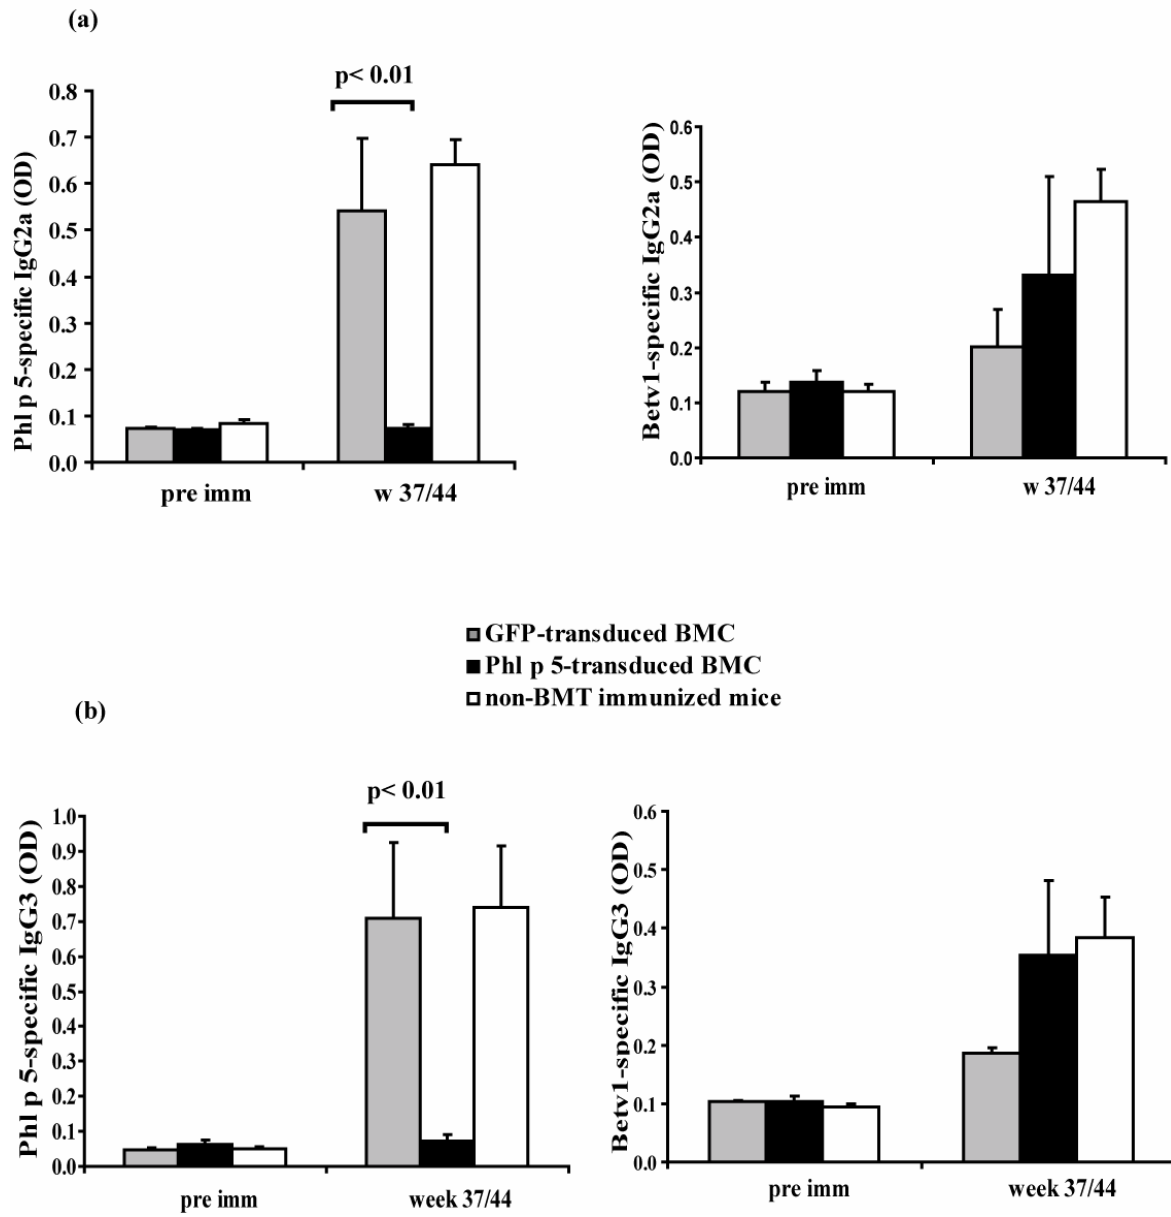 (a)
p< 0.01
Phl p 5-specific IgG2a (OD)
0.8
0.7
0.6
0.5
0.4
0.3
0.2
0.1
0.0
pre imm
w 37/44
Betv1-specific IgG2a (OD)
0.6
0.5
0.4
0.3
0.2
0.1
0.0
pre imm
w 37/44
GFP-transduced BMC
Phl p 5-transduced BMC
non-BMT immunized mice
(b)
p< 0.01
Phl p 5-specific IgG3 (OD)
1.0
0.9
0.8
0.7
0.6
0.5
0.4
0.3
0.2
0.1
0.0
pre imm
week 37/44
Betv1-specific IgG3 (OD)
0.6
0.5
0.4
0.3
0.2
0.1
0.0
pre imm
week 37/44